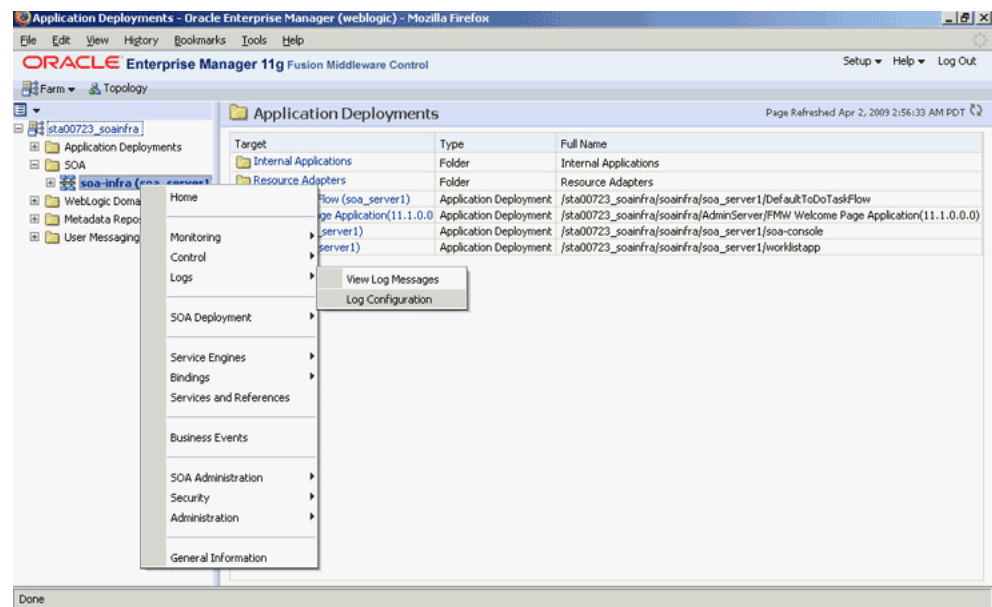 Application Deployments - Oracle Enterprise Manager (weblogic) - Mozilla Firefox
File Edit View History Bookmarks Tools Help
ORACLE Enterprise Manager 11g Fusion Middleware Control
Setup Help Log Out
Farm Topology
Application Deployments
Page Refreshed Apr 2, 2009 2:56:33 AM PDT
sta00723_soainfra
Application Deployments
SOA
soa-infra (soa_server1
WebLogic Doma
Metadata Repos
User Messaging
Target Type Full Name
Internal Applications Folder Internal Applications
Resource Adapters Folder Resource Adapters
Flow (soa_server1) Application Deployment /sta00723_soainfra/soainfra/soa_server1/DefaultToDoTaskFlow
ge Application(11.1.0.0 Application Deployment /sta00723_soainfra/soainfra/AdminServer/FMW Welcome Page Application(11.1.0.0.0)
server1) Application Deployment /sta00723_soainfra/soainfra/soa_server1/soa-console
server1) Application Deployment /sta00723_soainfra/soainfra/soa_server1/worklistapp
Home
Monitoring
Control
Logs
SOA Deployment
Service Engines
Bindings
Services and References
Business Events
SOA Administration
Security
Administration
General Information
View Log Messages
Log Configuration
Done